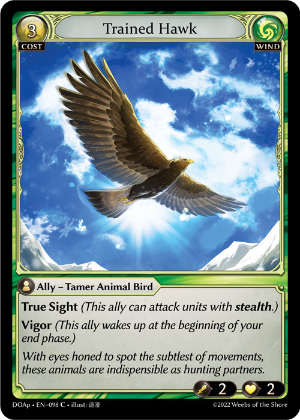 3
Trained Hawk
COST
WIND
Ally – Tamer Animal Bird
True Sight (This ally can attack units with stealth.)
Vigor (This ally wakes up at the beginning of your
end phase.)
With eyes honed to spot the subtlest of movements,
these animals are indispensable as hunting partners.
2
2
DOAp • EN-098 C • illust:
©2022 Weebs of the Shore